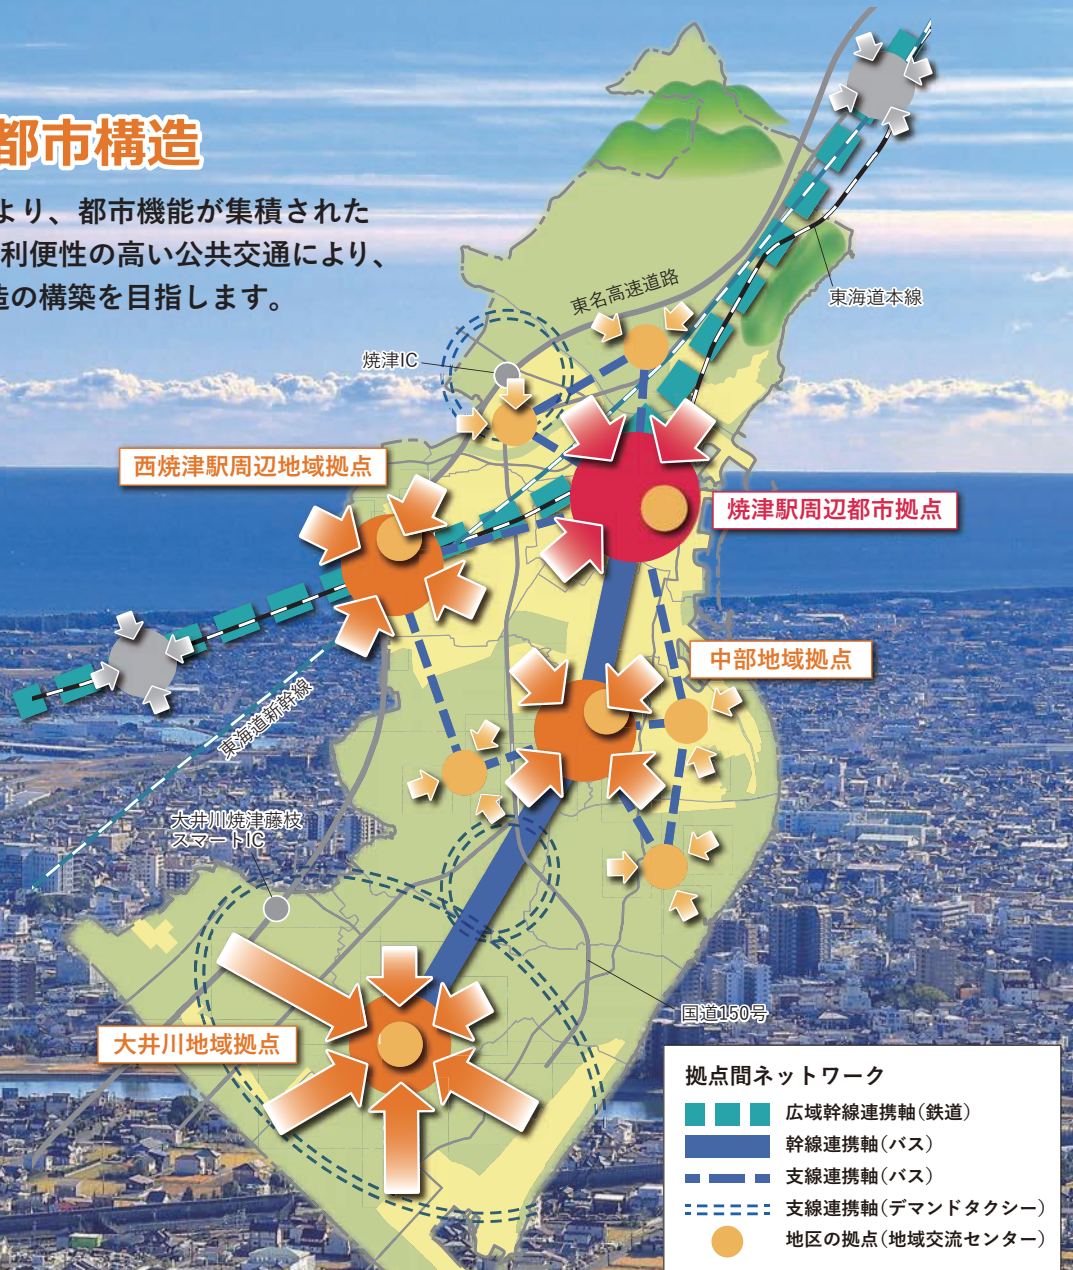 都市構造
より、都市機能が集積された
利便性の高い公共交通により、
造の構築を目指します。
東名高速道路
東海道本線
焼津IC
西焼津駅周辺地域拠点
焼津駅周辺都市拠点
中部地域拠点
東海道新幹線
大井川焼津藤枝
スマートIC
国道150号
大井川地域拠点
拠点間ネットワーク
広域幹線連携軸(鉄道)
幹線連携軸(バス)
支線連携軸(バス)
支線連携軸(デマンドタクシー)
地区の拠点(地域交流センター)